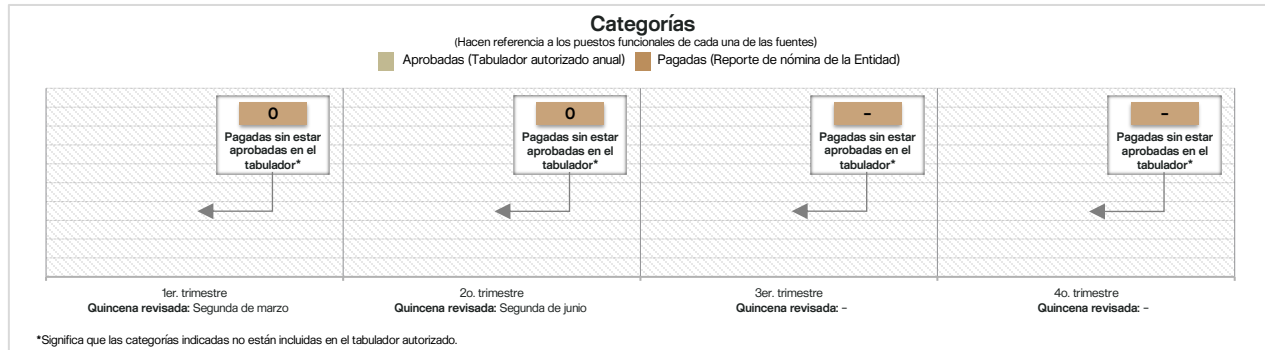 Categorías
(Hacen referencia a los puestos funcionales de cada una de las fuentes)
Aprobadas (Tabulador autorizado anual) Pagadas (Reporte de nómina de la Entidad)
0
Pagadas sin estar
aprobadas en el
tabulador*
0
Pagadas sin estar
aprobadas en el
tabulador*
–
Pagadas sin estar
aprobadas en el
tabulador*
–
Pagadas sin estar
aprobadas en el
tabulador*
1er. trimestre
Quincena revisada: Segunda de marzo
2o. trimestre
Quincena revisada: Segunda de junio
3er. trimestre
Quincena revisada: –
4o. trimestre
Quincena revisada: –
*Significa que las categorías indicadas no están incluidas en el tabulador autorizado.